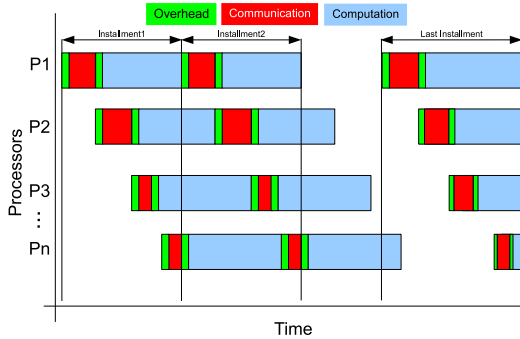 Overhead Communication Computation
Installment1 Installment2 Last Installment
P1
P2
P3
...
Pn
Processors
Time